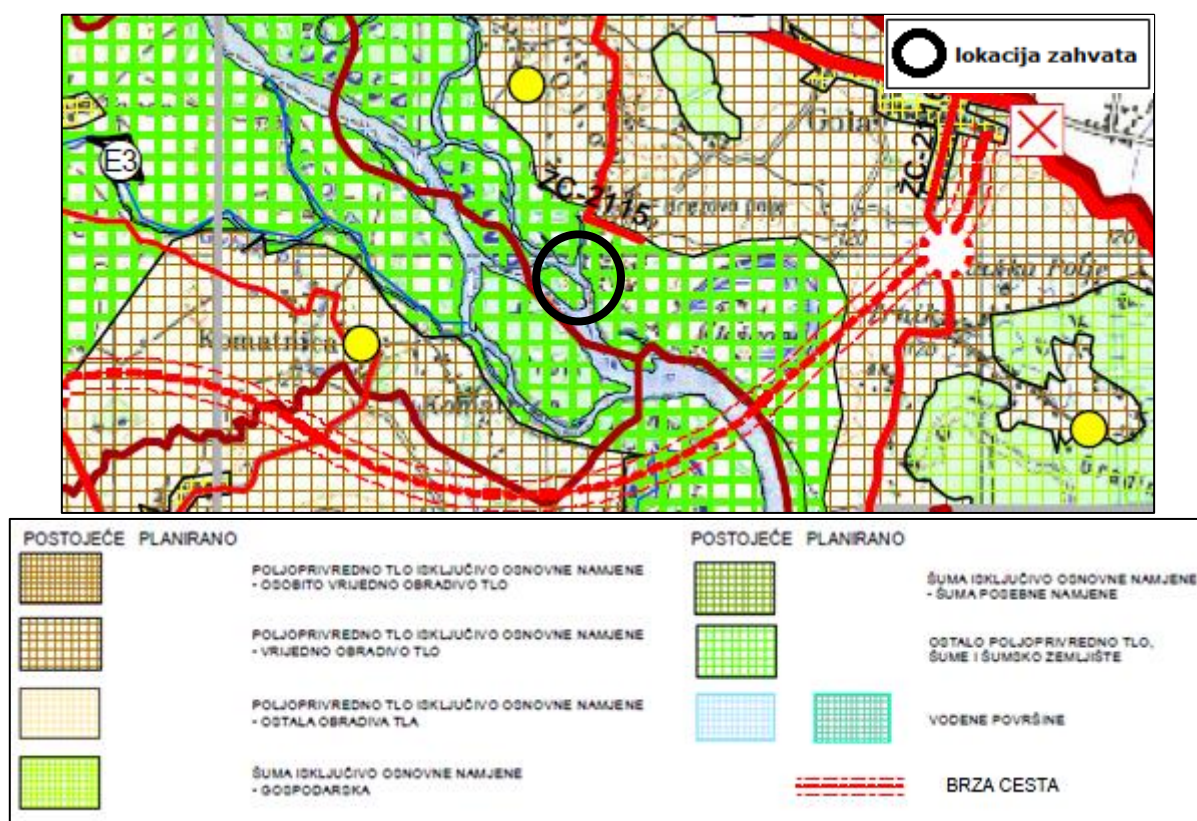 lokacija zahvata
Gola
ZC-2115
E3
Komatnica
POSTOJEĆE PLANIRANO
POLJOPRIVREDNO TLO ISKLJUČIVO OSNOVNE NAMJENE
- OSOBITO VRIJEDNO OBRADIVO TLO
POLJOPRIVREDNO TLO ISKLJUČIVO OSNOVNE NAMJENE
- VRIJEDNO OBRADIVO TLO
POLJOPRIVREDNO TLO ISKLJUČIVO OSNOVNE NAMJENE
- OSTALA OBRADIVA TLA
ŠUMA ISKLJUČIVO OSNOVNE NAMJENE
- GOSPODARSKA
POSTOJEĆE PLANIRANO
ŠUMA ISKLJUČIVO OSNOVNE NAMJENE
- ŠUMA POSEBNE NAMJENE
OSTALO POLJOPRIVREDNO TLO,
ŠUME I ŠUMSKO ZEMLJIŠTE
VODENE POVRŠINE
BRZA CESTA